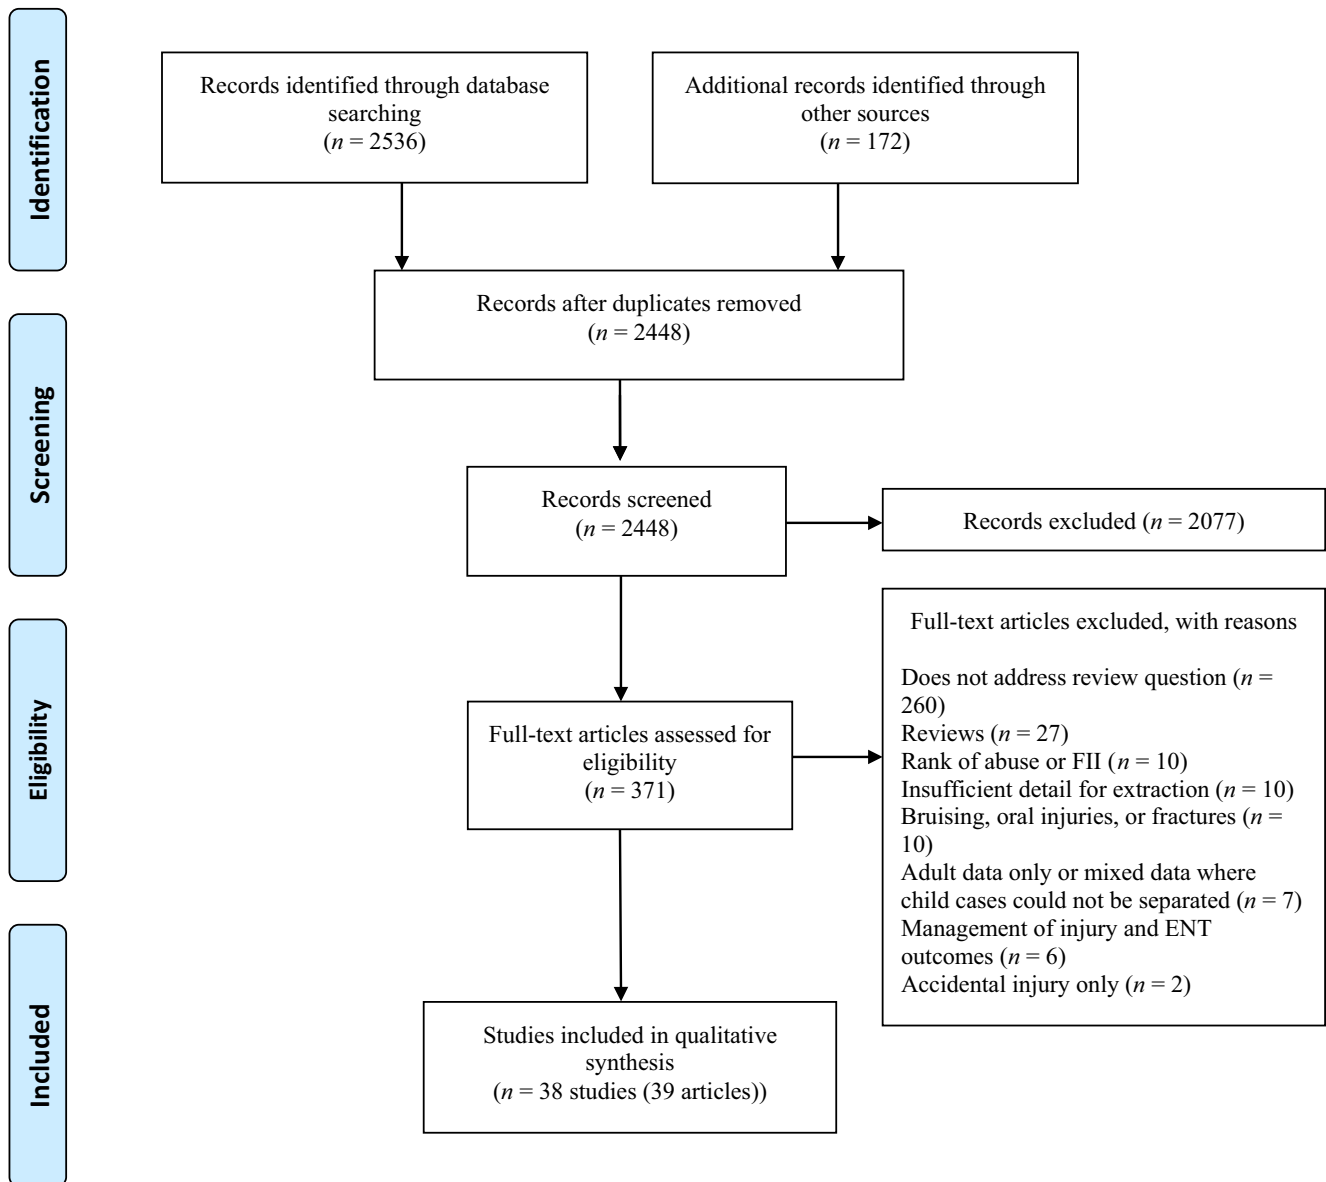 Identification
Records identified through database
searching
(n = 2536)
Additional records identified through
other sources
(n = 172)
Records after duplicates removed
(n = 2448)
Screening
Records screened
(n = 2448)
Records excluded (n = 2077)
Eligibility
Full-text articles assessed for
eligibility
(n = 371)
Full-text articles excluded, with reasons
Does not address review question (n =
260)
Reviews (n = 27)
Rank of abuse or FII (n = 10)
Insufficient detail for extraction (n = 10)
Bruising, oral injuries, or fractures (n =
10)
Adult data only or mixed data where
child cases could not be separated (n = 7)
Management of injury and ENT
outcomes (n = 6)
Accidental injury only (n = 2)
Included
Studies included in qualitative
synthesis
(n = 38 studies (39 articles))